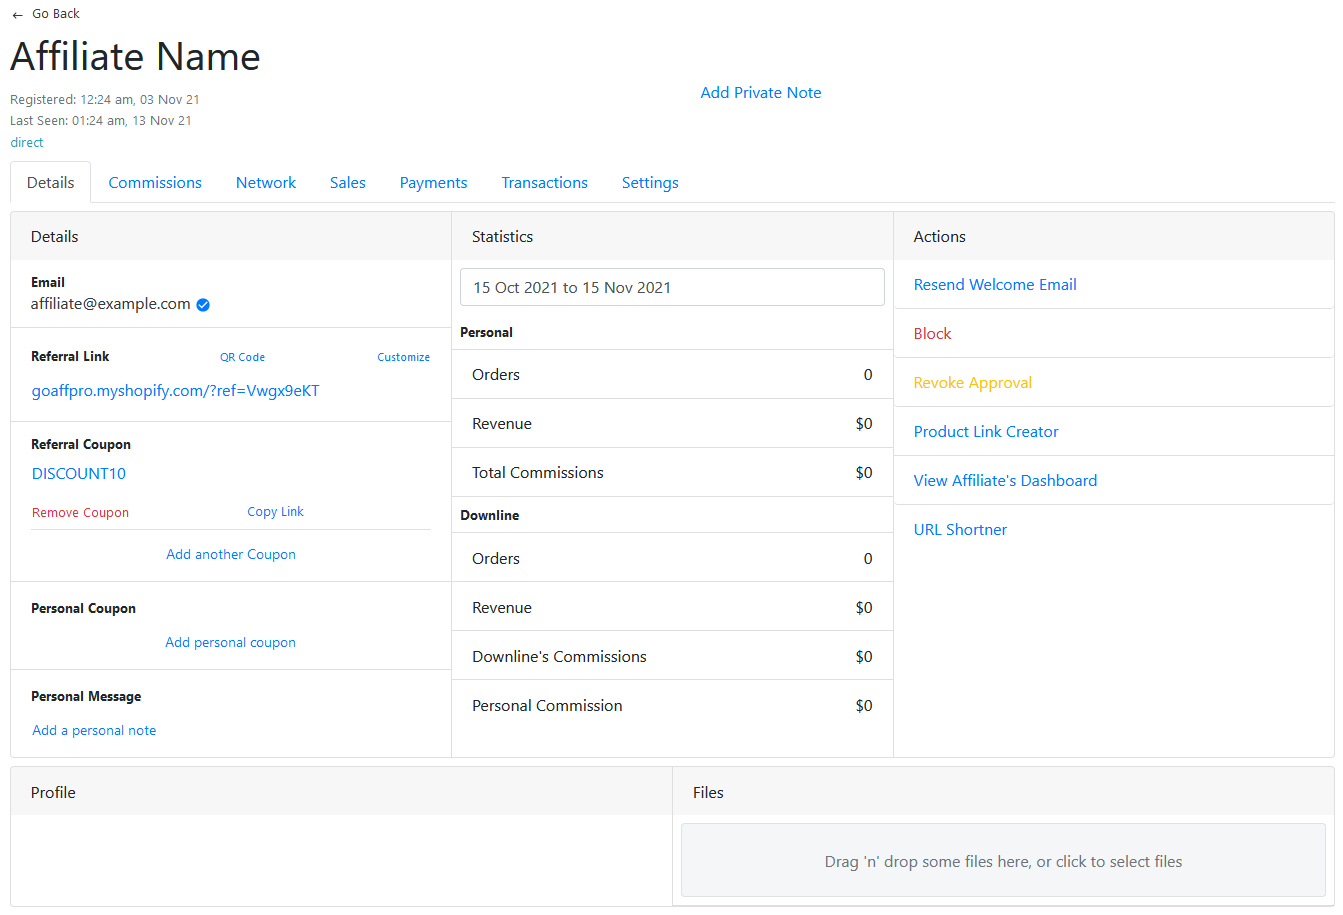 ← Go Back
Affiliate Name
Registered: 12:24 am, 03 Nov 21
Last Seen: 01:24 am, 13 Nov 21
direct
Add Private Note
Details Commissions Network Sales Payments Transactions Settings
Details
Email
affiliate@example.com
Referral Link QR Code Customize
goaffpro.myshopify.com/?ref=Vwgx9eKT
Referral Coupon
DISCOUNT10
Remove Coupon Copy Link
Add another Coupon
Personal Coupon
Add personal coupon
Personal Message
Add a personal note
Statistics
15 Oct 2021 to 15 Nov 2021
Personal
Orders 0
Revenue $0
Total Commissions $0
Downline
Orders 0
Revenue $0
Downline's Commissions $0
Personal Commission $0
Actions
Resend Welcome Email
Block
Revoke Approval
Product Link Creator
View Affiliate's Dashboard
URL Shortner
Profile
Files
Drag 'n' drop some files here, or click to select files